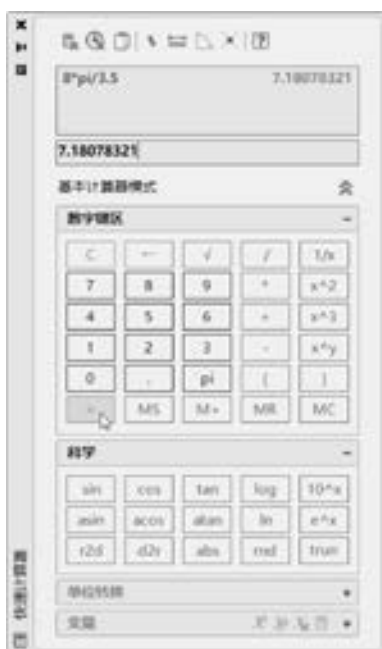 8*pi/3.5 7.18078321
7.18078321
基本计算器模式
数字键区
C √ / 1/x
7 8 9 * x^2
4 5 6 + x^3
1 2 3 - x^y
0 . pi ( )
= MS M+ MR MC
科学
sin cos tan log 10^x
asin acos atan ln e^x
r2d d2r abs rnd trunc
单位转换
变量
快速计算器